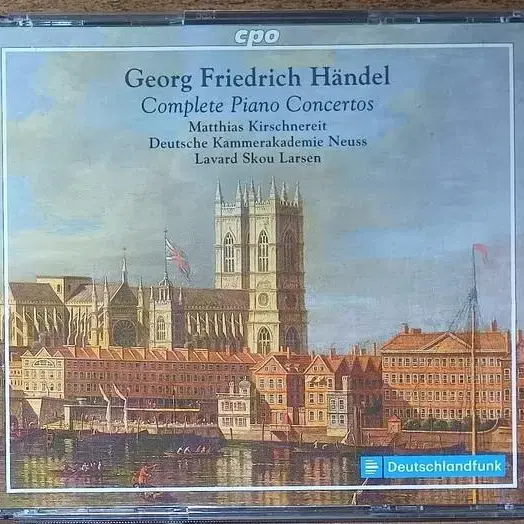 cpo
Georg Friedrich Händel
Complete Piano Concertos
Matthias Kirschnereit
Deutsche Kammerakademie Neuss
Lavard Skou Larsen
Deutschlandfunk